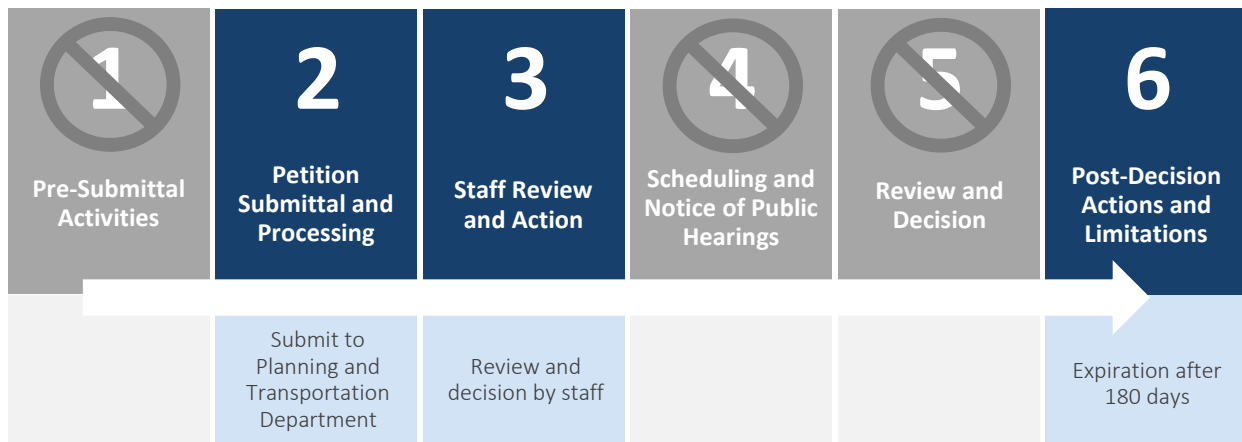 1
Pre-Submittal
Activities
2
Petition
Submittal and
Processing
Submit to
Planning and
Transportation
Department
3
Staff Review
and Action
Review and
decision by staff
4
Scheduling and
Notice of Public
Hearings
5
Review and
Decision
6
Post-Decision
Actions and
Limitations
Expiration after
180 days